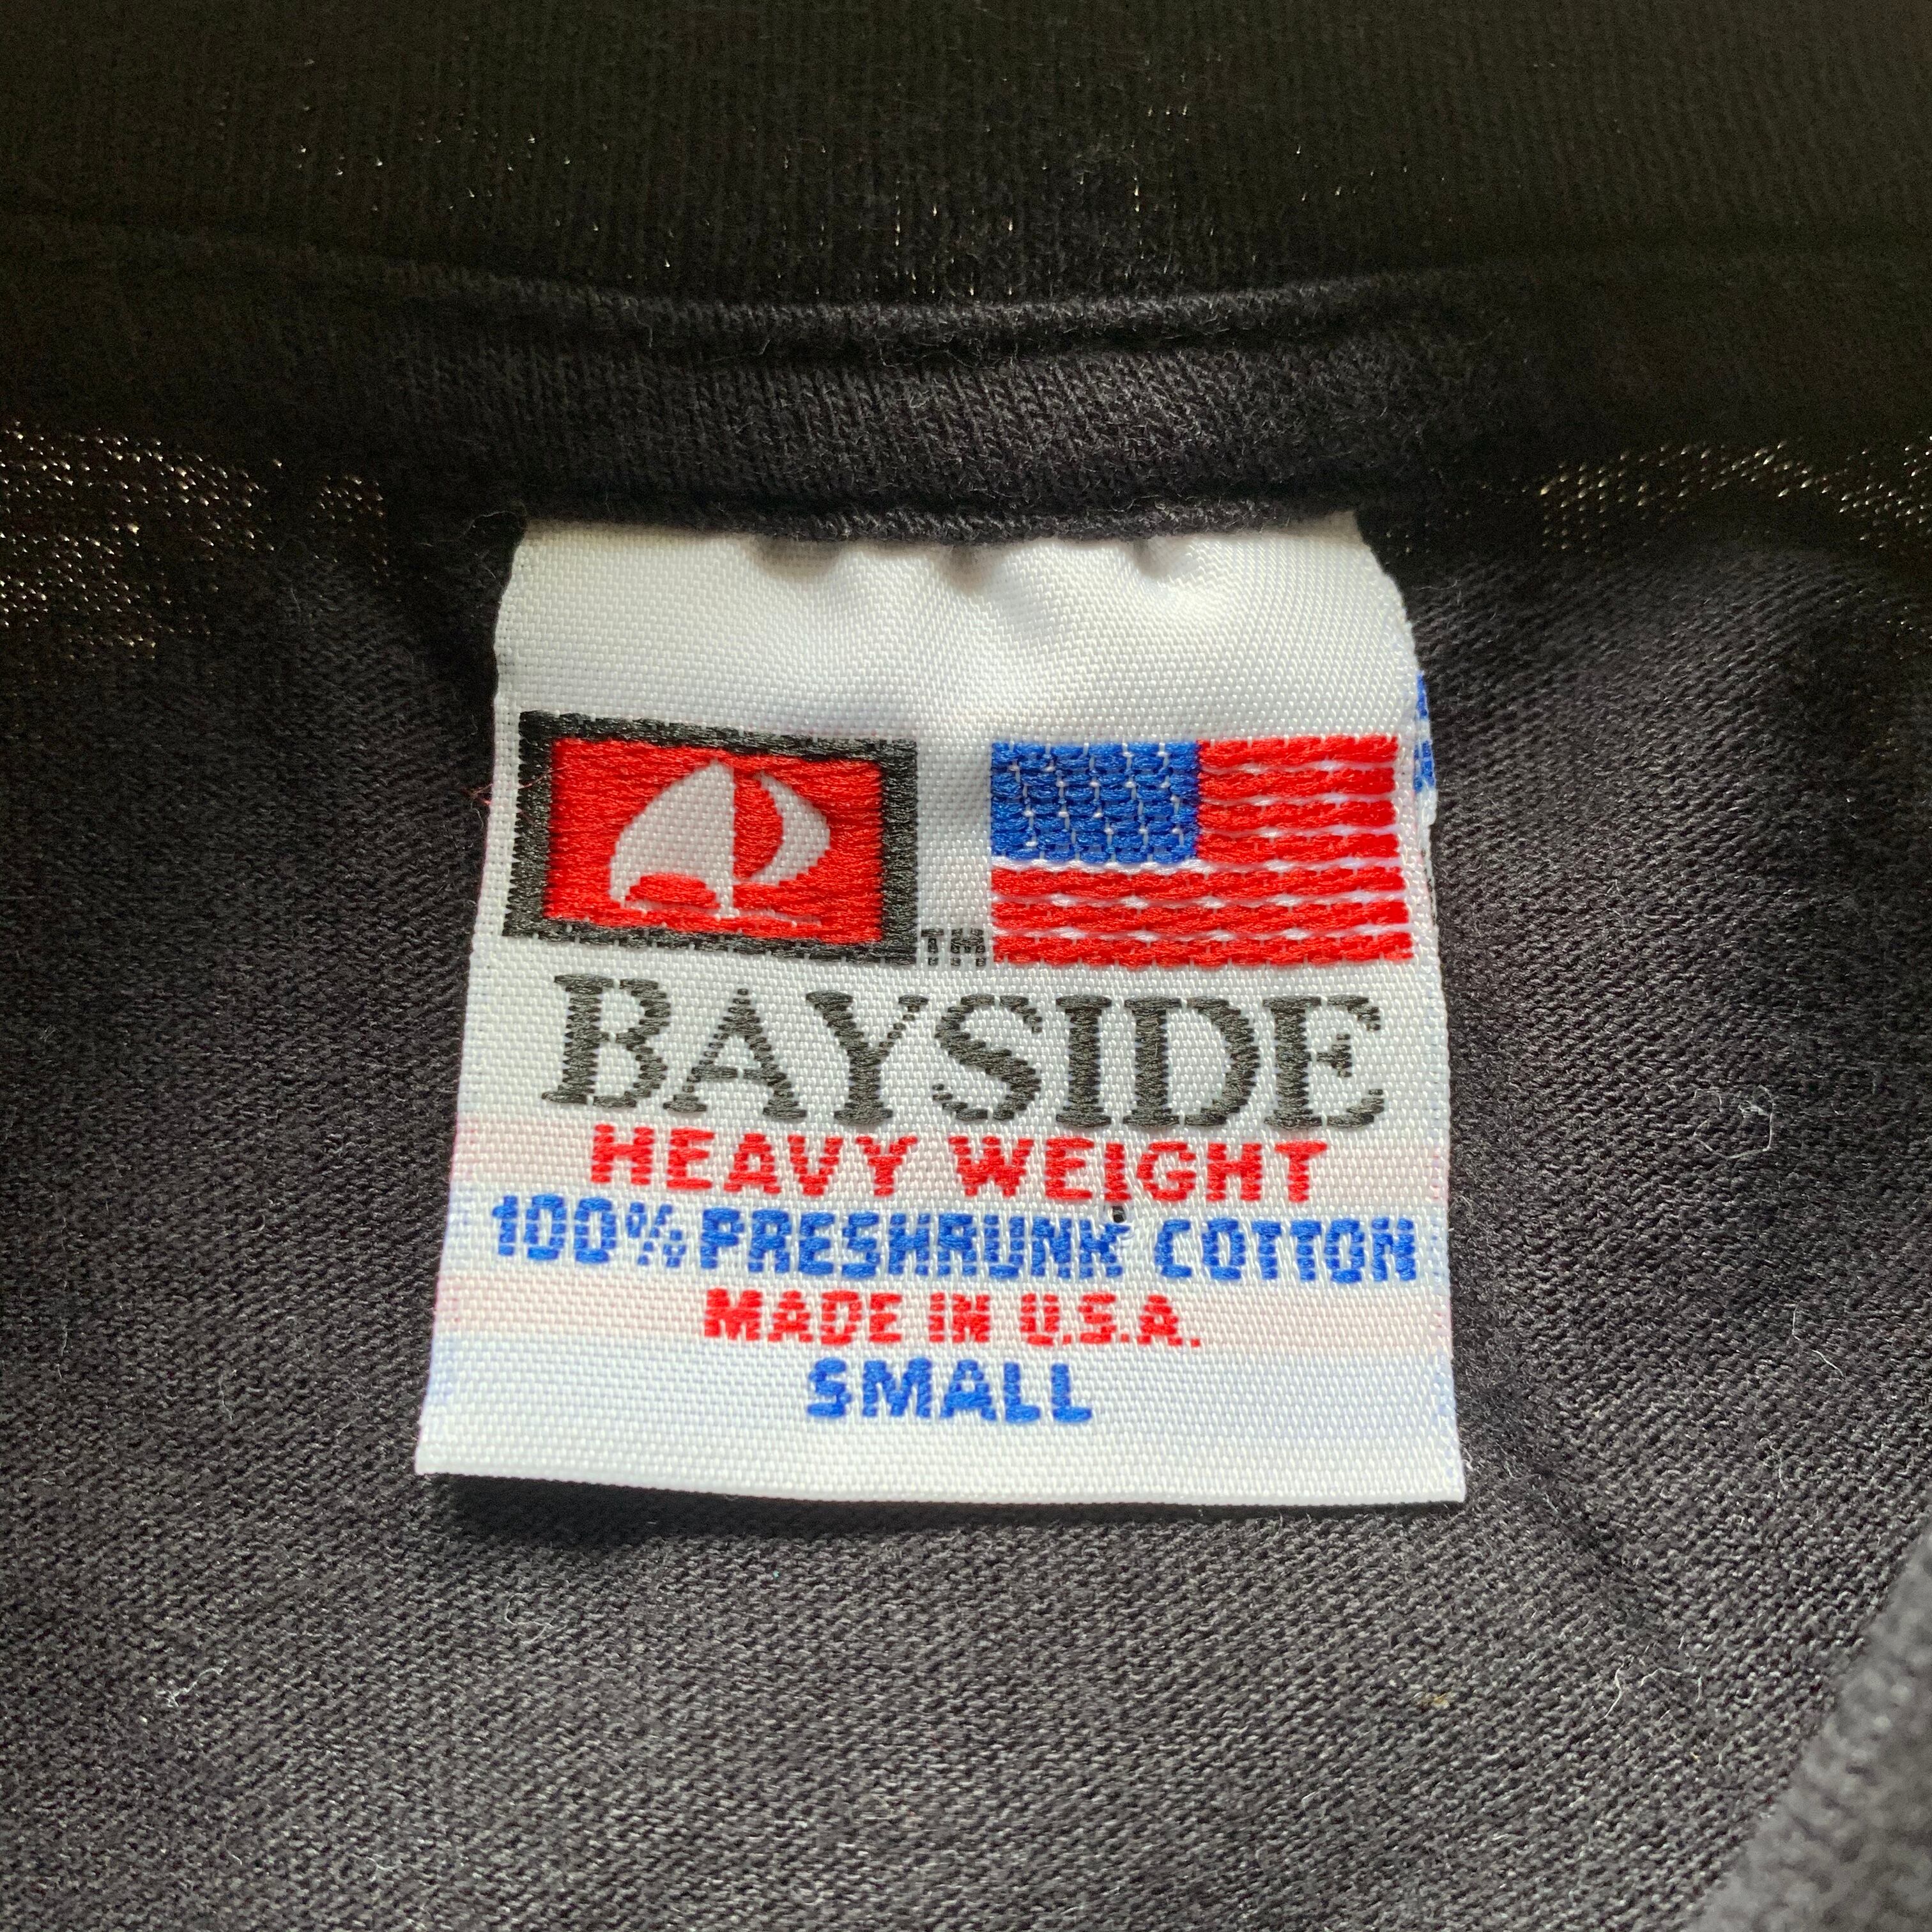 TM
BAYSIDE
HEAVY WEIGHT
100% PRESHRUNK COTTON
MADE IN U.S.A.
SMALL